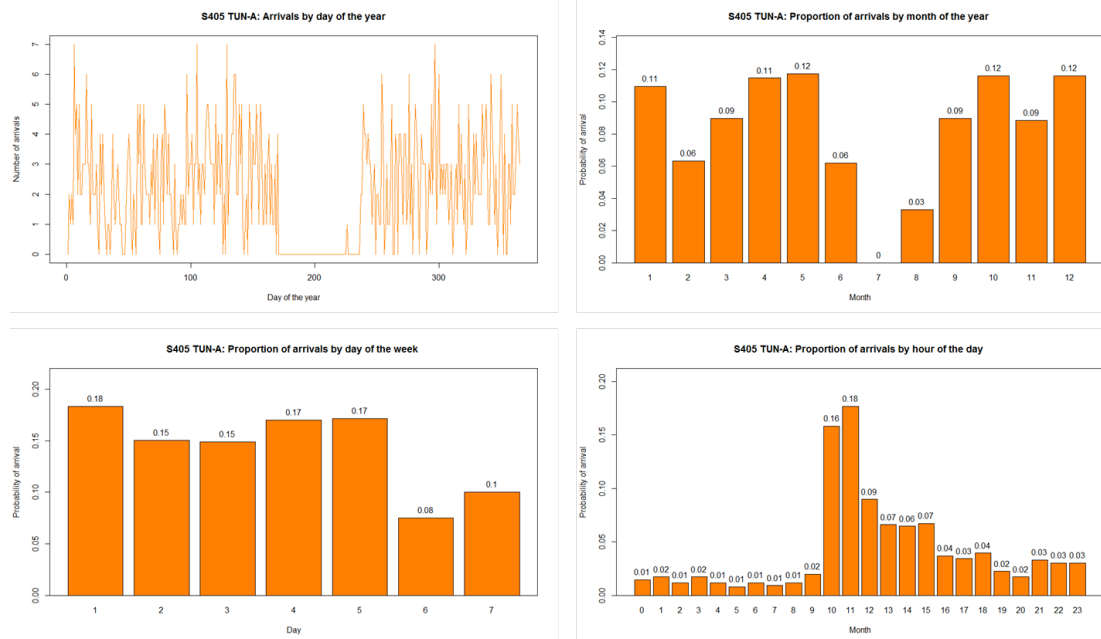 S405 TUN-A: Arrivals by day of the year
Number of arrivals
7
6
5
4
3
2
1
0
0 100 200 300
Day of the year
S405 TUN-A: Proportion of arrivals by month of the year
Probability of arrival
0.14
0.12
0.10
0.08
0.06
0.04
0.02
0.00
0.11 0.06 0.09 0.11 0.12 0.06 0 0.03 0.09 0.12 0.09 0.12
1 2 3 4 5 6 7 8 9 10 11 12
Month
S405 TUN-A: Proportion of arrivals by day of the week
Probability of arrival
0.20
0.15
0.10
0.05
0.00
0.18 0.15 0.15 0.17 0.17 0.08 0.1
1 2 3 4 5 6 7
Day
S405 TUN-A: Proportion of arrivals by hour of the day
Probability of arrival
0.20
0.15
0.10
0.05
0.00
0.01 0.02 0.01 0.02 0.01 0.01 0.01 0.01 0.01 0.02 0.16 0.18 0.09 0.07 0.06 0.07 0.04 0.03 0.04 0.02 0.02 0.03 0.03 0.03
0 1 2 3 4 5 6 7 8 9 10 11 12 13 14 15 16 17 18 19 20 21 22 23
Month